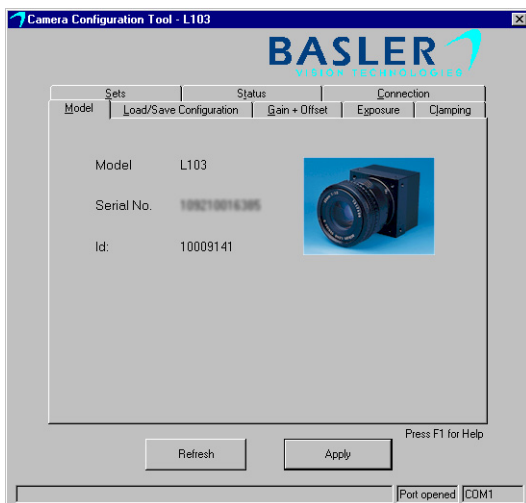 Camera Configuration Tool - L103
BASLER
VISION TECHNOLOGIES
Sets Status Connection
Model Load/Save Configuration Gain + Offset Exposure Clamping
Model L103
Serial No.
Id: 10009141
Press F1 for Help
Refresh Apply
Port opened COM1